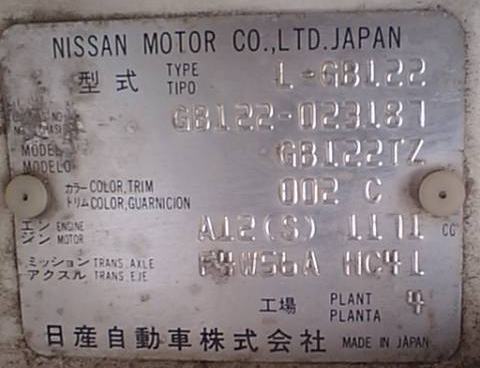 NISSAN MOTOR CO.,LTD. JAPAN
型式 TYPE TIPO L-GB122
GB122-023187
MODEL MODELO GB122TZ
カラー COLOR,TRIM トリム COLOR,GUARNICION 002 C
エンジン ENGINE MOTOR A12(S) 1171 CC
ミッション TRANS. AXLE アクスル TRANS. EJE F4W56A HC41
工場 PLANT PLANTA 4
日産自動車株式会社 MADE IN JAPAN